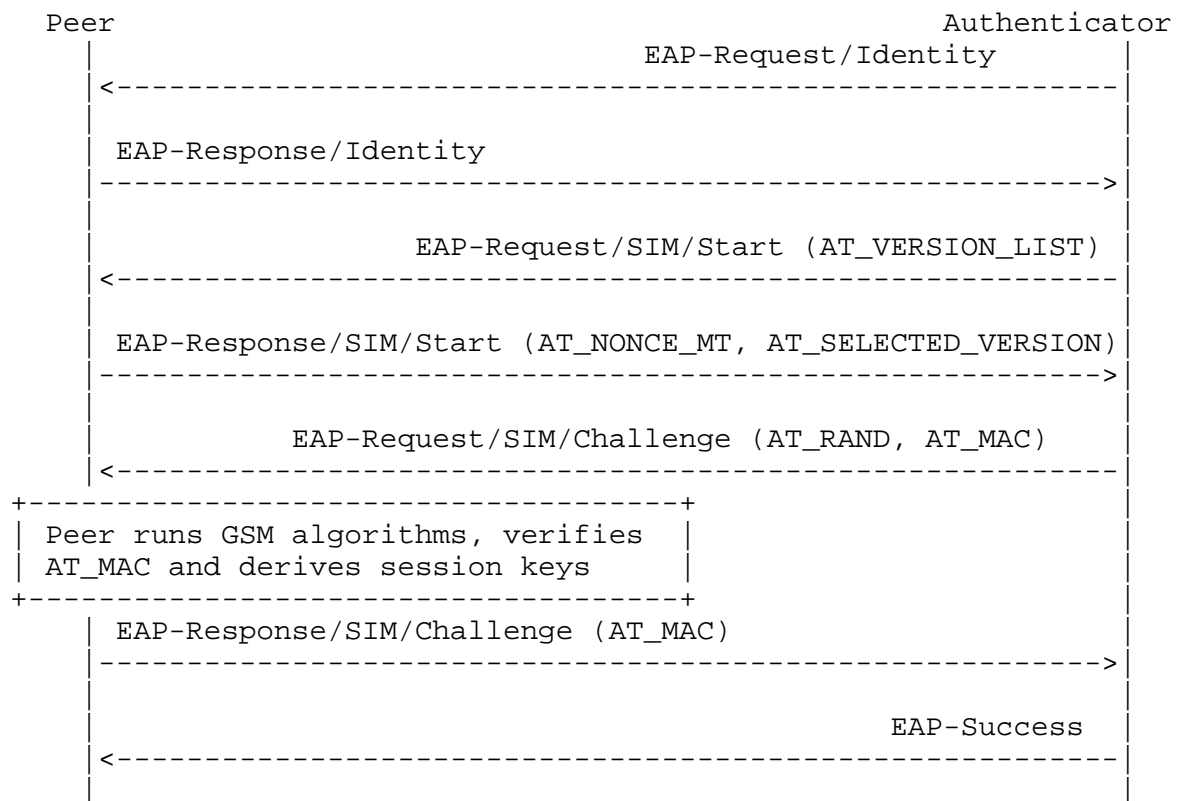 Peer Authenticator
EAP-Request/Identity
EAP-Response/Identity
EAP-Request/SIM/Start (AT_VERSION_LIST)
EAP-Response/SIM/Start (AT_NONCE_MT, AT_SELECTED_VERSION)
EAP-Request/SIM/Challenge (AT_RAND, AT_MAC)
Peer runs GSM algorithms, verifies
AT_MAC and derives session keys
EAP-Response/SIM/Challenge (AT_MAC)
EAP-Success